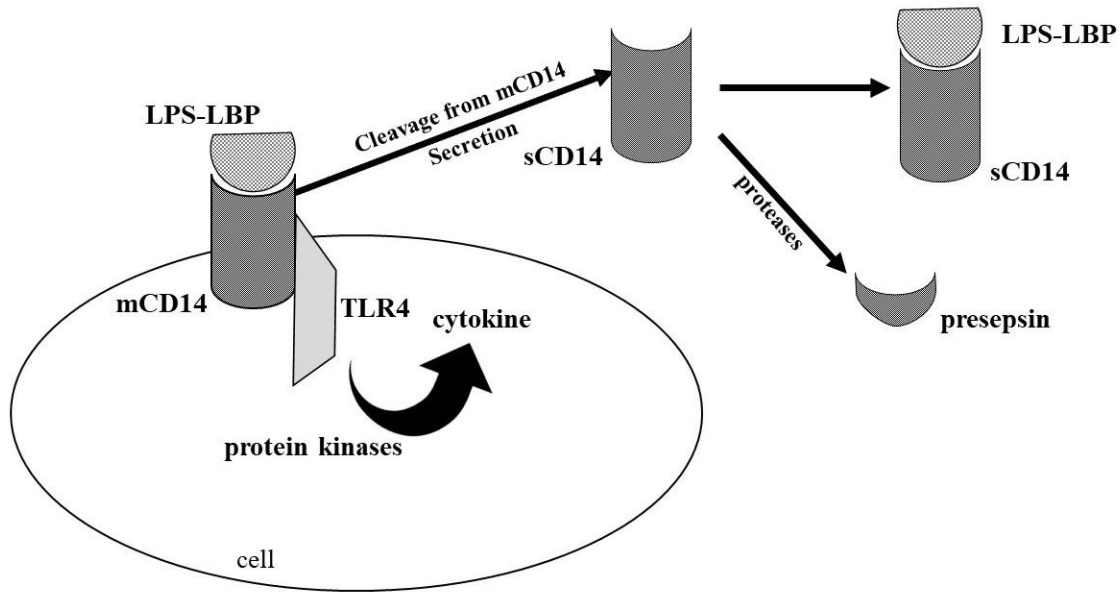 LPS-LBP
LPS-LBP
Cleavage from mCD14
Secretion
sCD14
sCD14
proteases
mCD14
TLR4
cytokine
presepsin
protein kinases
cell